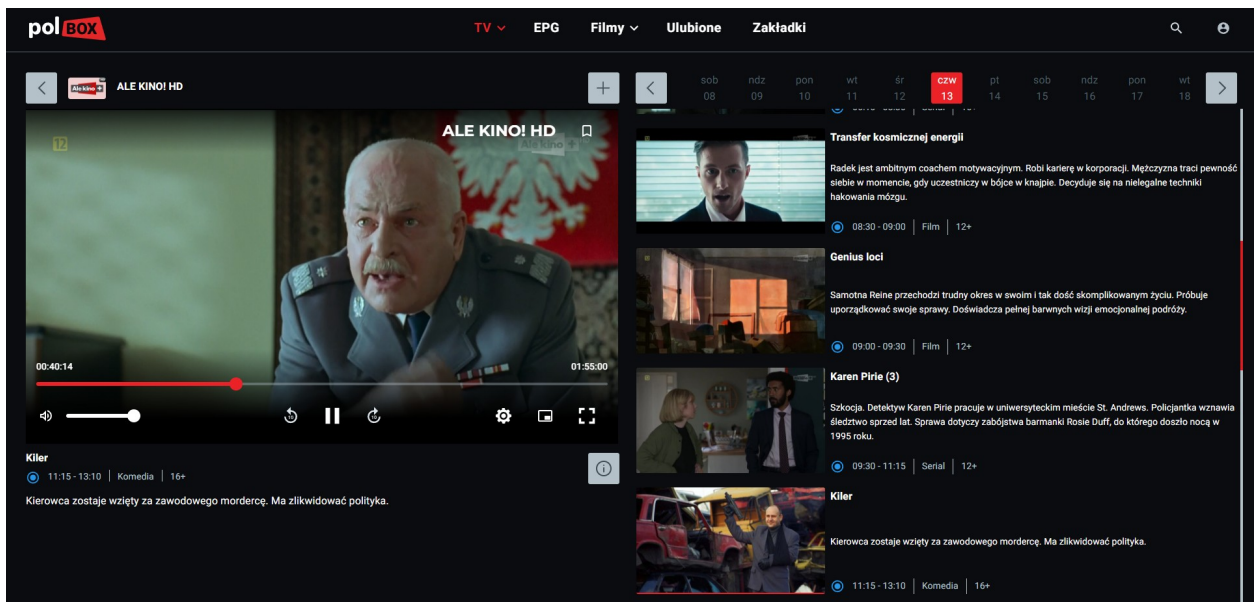 pol BOX
TV
EPG
Filmy
Ulubione
Zakładki
Ale kino +
ALE KINO! HD
sob 08
ndz 09
pon 10
wt 11
śr 12
czw 13
pt 14
sob 15
ndz 16
pon 17
wt 18
12
ALE KINO! HD
Ale kino +
00:40:14
01:55:00
10
10
Kiler
11:15 - 13:10 | Komedia | 16+
Kierowca zostaje wzięty za zawodowego mordercę. Ma zlikwidować polityka.
Transfer kosmicznej energii
Radek jest ambitnym coachem motywacyjnym. Robi karierę w korporacji. Mężczyzna traci pewność
siebie w momencie, gdy uczestniczy w bójce w knajpie. Decyduje się na nielegalne techniki
hakowania mózgu.
08:30 - 09:00 | Film | 12+
Genius loci
Samotna Reine przechodzi trudny okres w swoim i tak dość skomplikowanym życiu. Próbuje
uporządkować swoje sprawy. Doświadcza pełnej barwnych wizji emocjonalnej podróży.
09:00 - 09:30 | Film | 12+
Karen Pirie (3)
Szkocja. Detektyw Karen Pirie pracuje w uniwersyteckim mieście St. Andrews. Policjantka wznawia
śledztwo sprzed lat. Sprawa dotyczy zabójstwa barmanki Rosie Duff, do którego doszło nocą w
1995 roku.
09:30 - 11:15 | Serial | 12+
Kiler
Kierowca zostaje wzięty za zawodowego mordercę. Ma zlikwidować polityka.
11:15 - 13:10 | Komedia | 16+